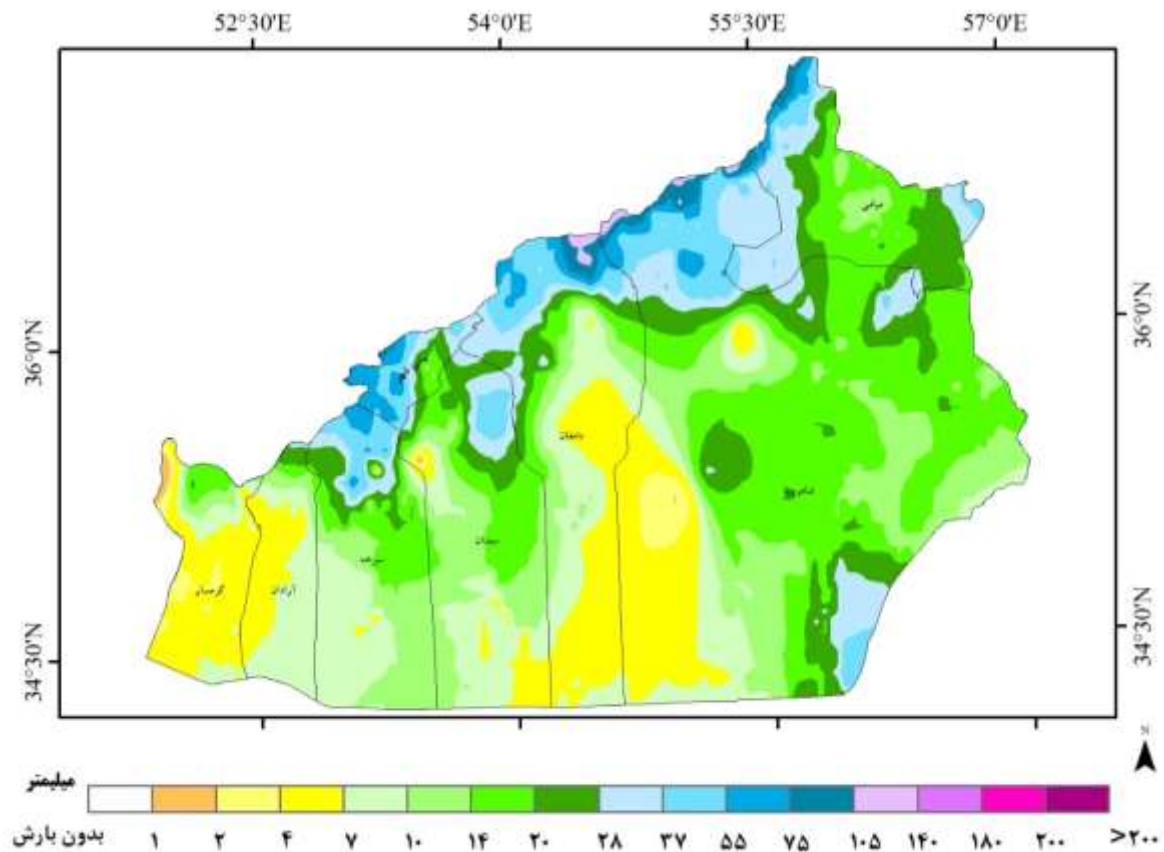 52°30'E 54°0'E 55°30'E 57°0'E
36°0'N
36°0'N
میامی
دامغان
شاهرود
سمنان
سرخه
آرادان
گرمسار
34°30'N
34°30'N
N
میلیمتر
بدون بارش ۱ ۲ ۴ ۷ ۱۰ ۱۴ ۲۰ ۲۸ ۳۷ ۵۵ ۷۵ ۱۰۵ ۱۴۰ ۱۸۰ ۲۰۰ >۲۰۰